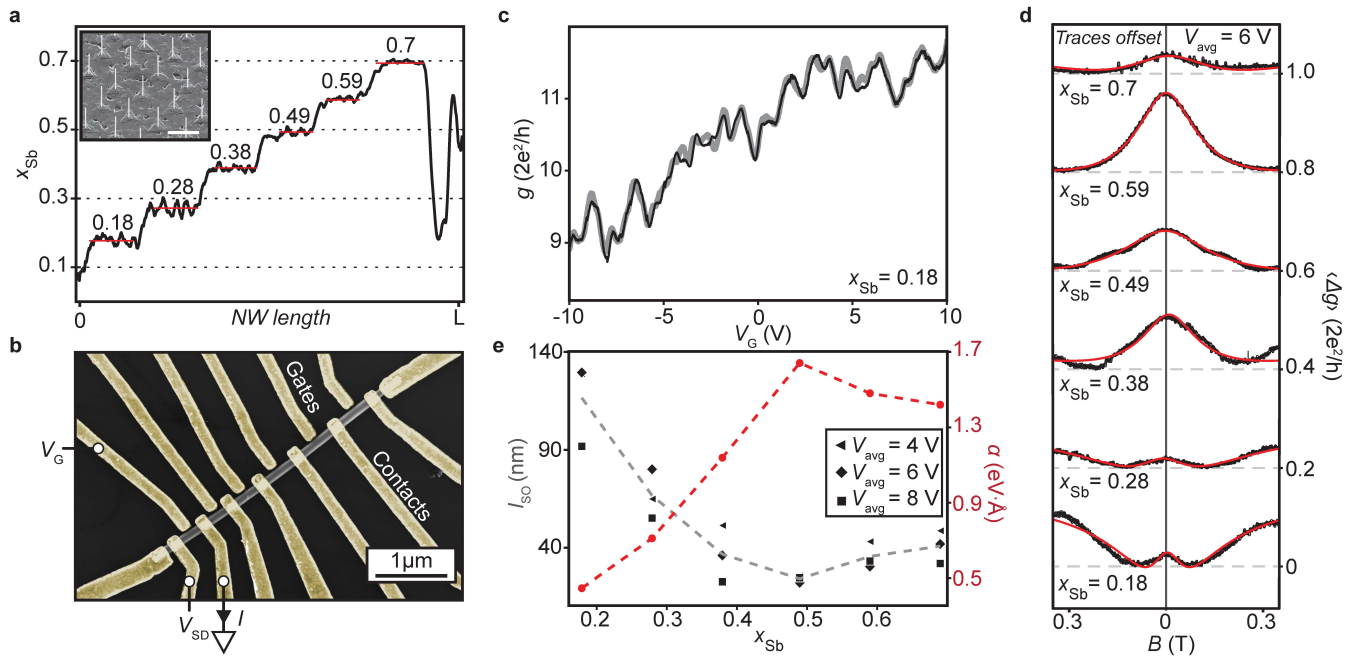 a
x_Sb
0.7
0.5
0.3
0.1
0.18
0.28
0.38
0.49
0.59
0.7
0
NW length
L
b
Gates
Contacts
V_G
V_SD
I
1μm
c
g (2e²/h)
11
10
9
x_Sb = 0.18
-10
-5
0
5
10
V_G (V)
d
Traces offset
V_avg = 6 V
x_Sb = 0.7
x_Sb = 0.59
x_Sb = 0.49
x_Sb = 0.38
x_Sb = 0.28
x_Sb = 0.18
1.0
0.8
0.6
0.4
0.2
0
‹Δg› (2e²/h)
0.3
0
0.3
B (T)
e
l_SO (nm)
140
90
40
V_avg = 4 V
V_avg = 6 V
V_avg = 8 V
1.7
1.3
0.9
0.5
α (eV·Å)
0.2
0.3
0.4
0.5
0.6
x_Sb